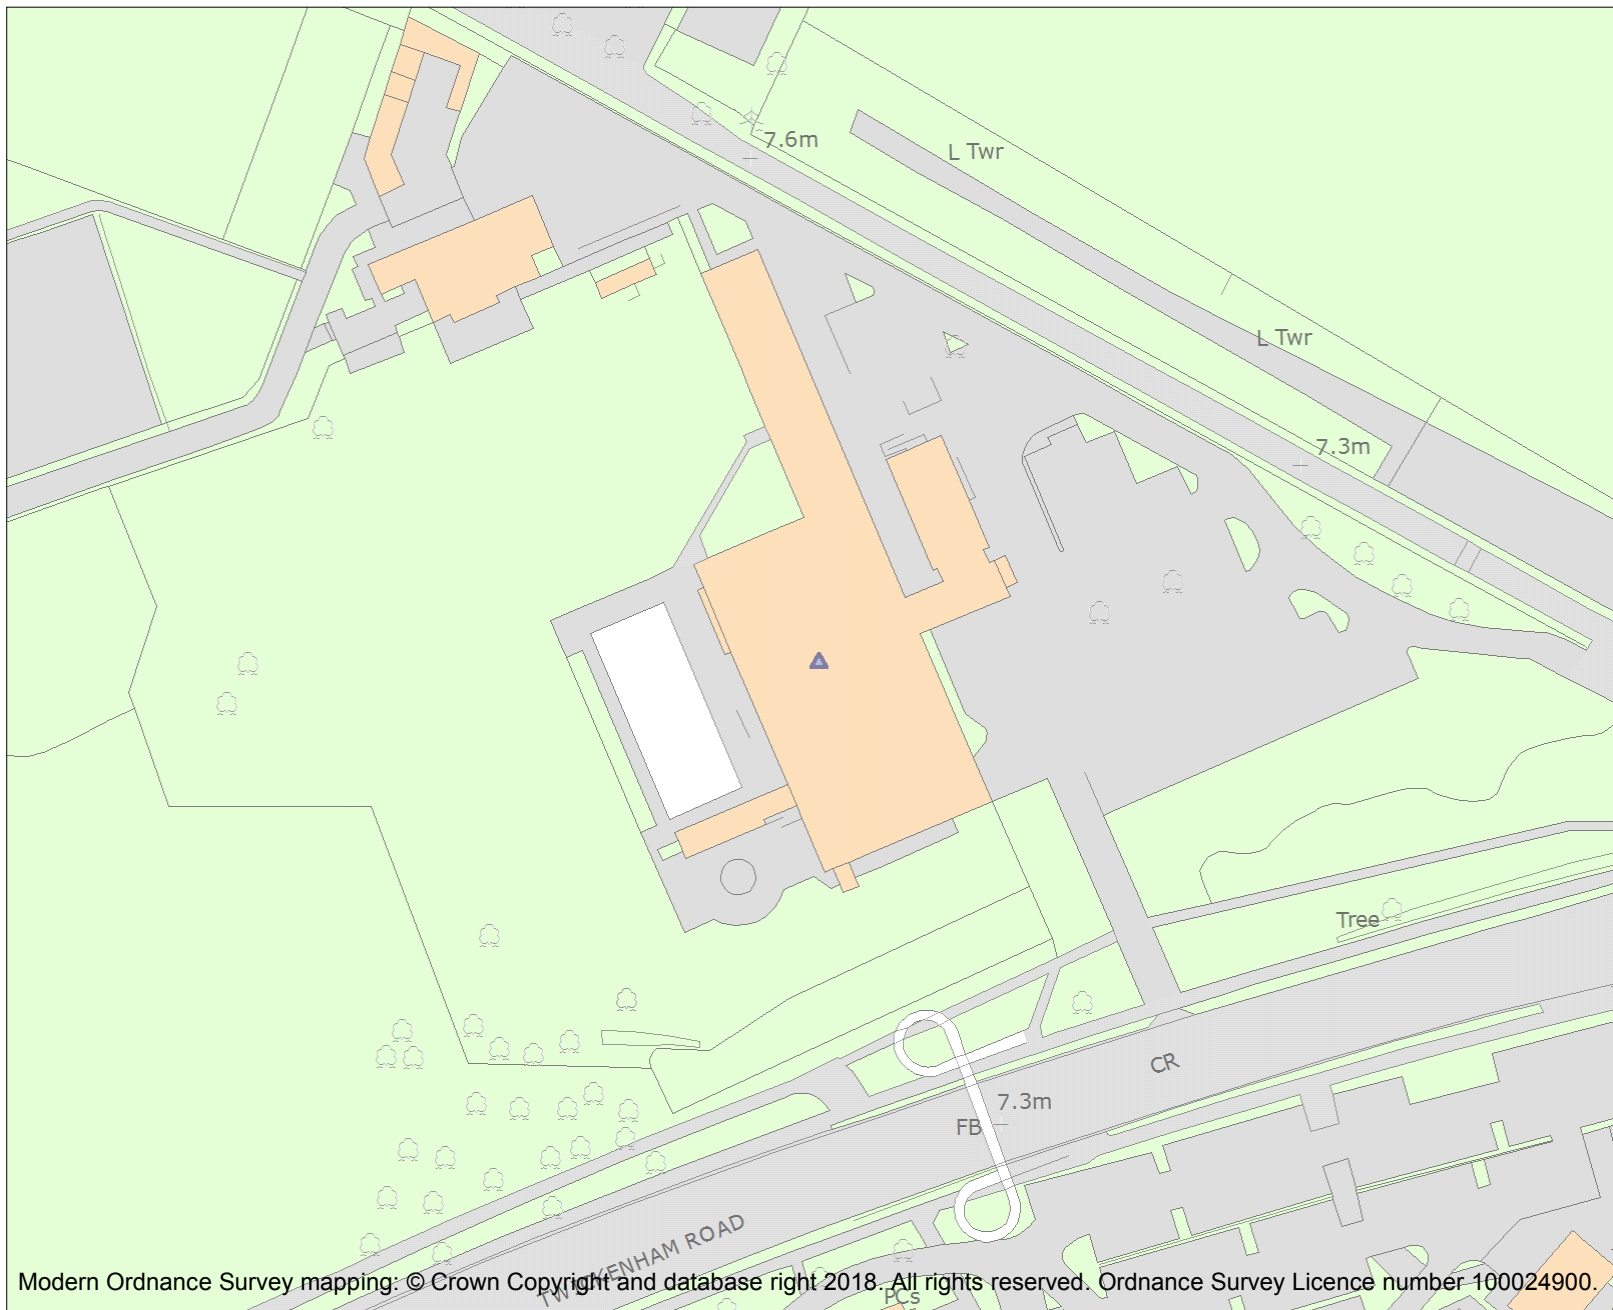 7.6m
L Twr
L Twr
7.3m
Tree
CR
7.3m
FB
TWICKENHAM ROAD
Modern Ordnance Survey mapping: © Crown Copyright and database right 2018. All rights reserved. Ordnance Survey Licence number 100024900.
PCs